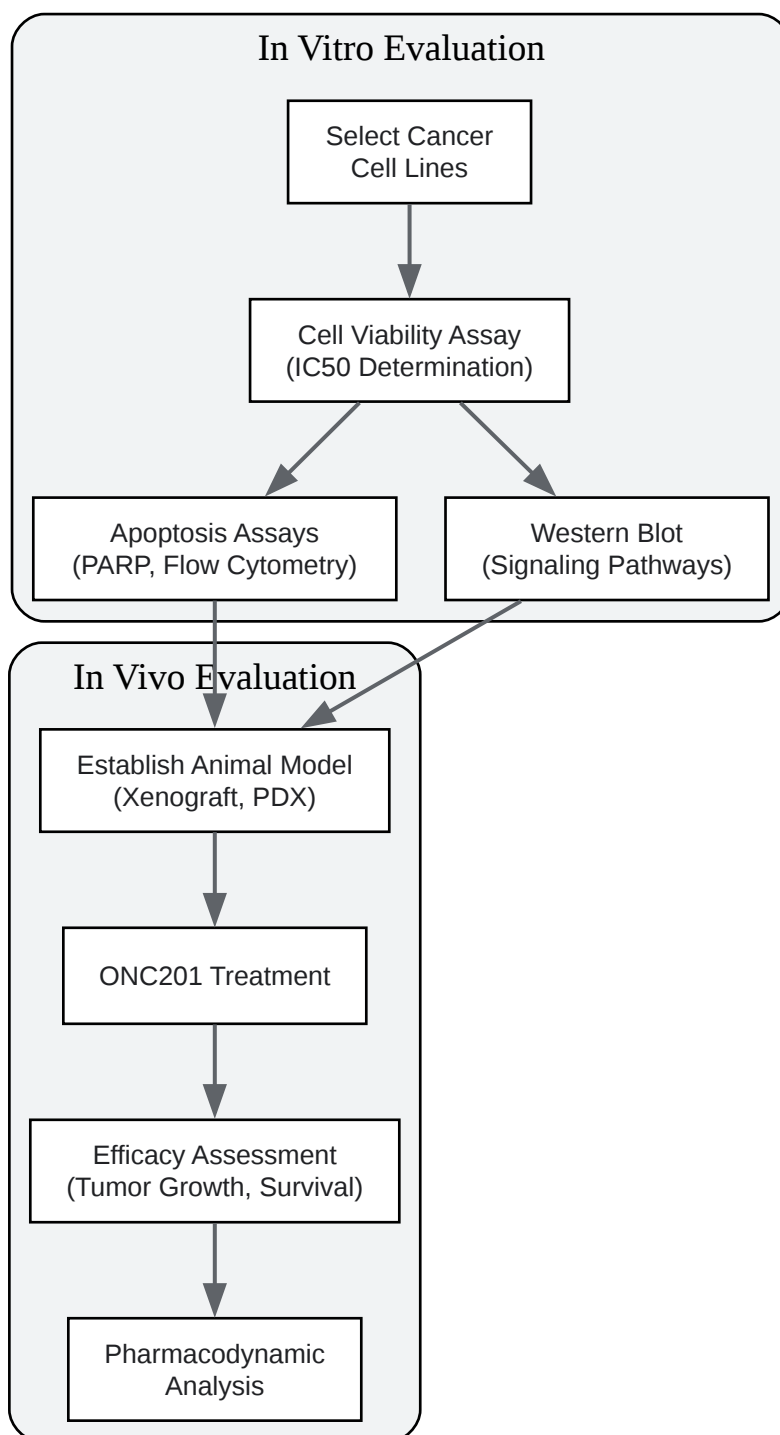 In Vitro Evaluation
Select Cancer
Cell Lines
Cell Viability Assay
(IC50 Determination)
Apoptosis Assays
(PARP, Flow Cytometry)
Western Blot
(Signaling Pathways)
In Vivo Evaluation
Establish Animal Model
(Xenograft, PDX)
ONC201 Treatment
Efficacy Assessment
(Tumor Growth, Survival)
Pharmacodynamic
Analysis